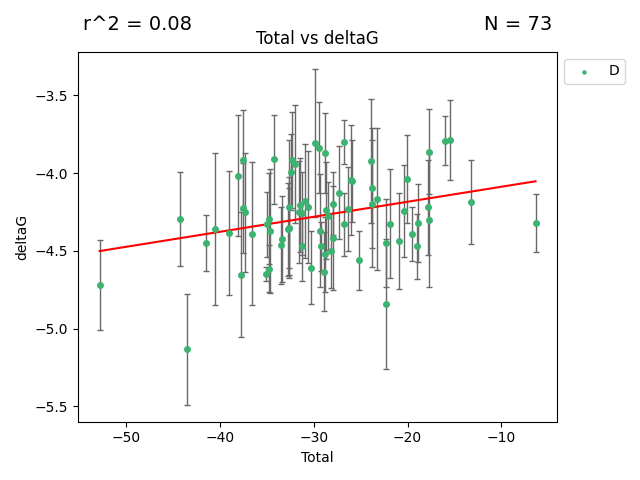 r^2 = 0.08
N = 73
Total vs deltaG
D
−3.5
−4.0
−4.5
−5.0
−5.5
deltaG
−50
−40
−30
−20
−10
Total